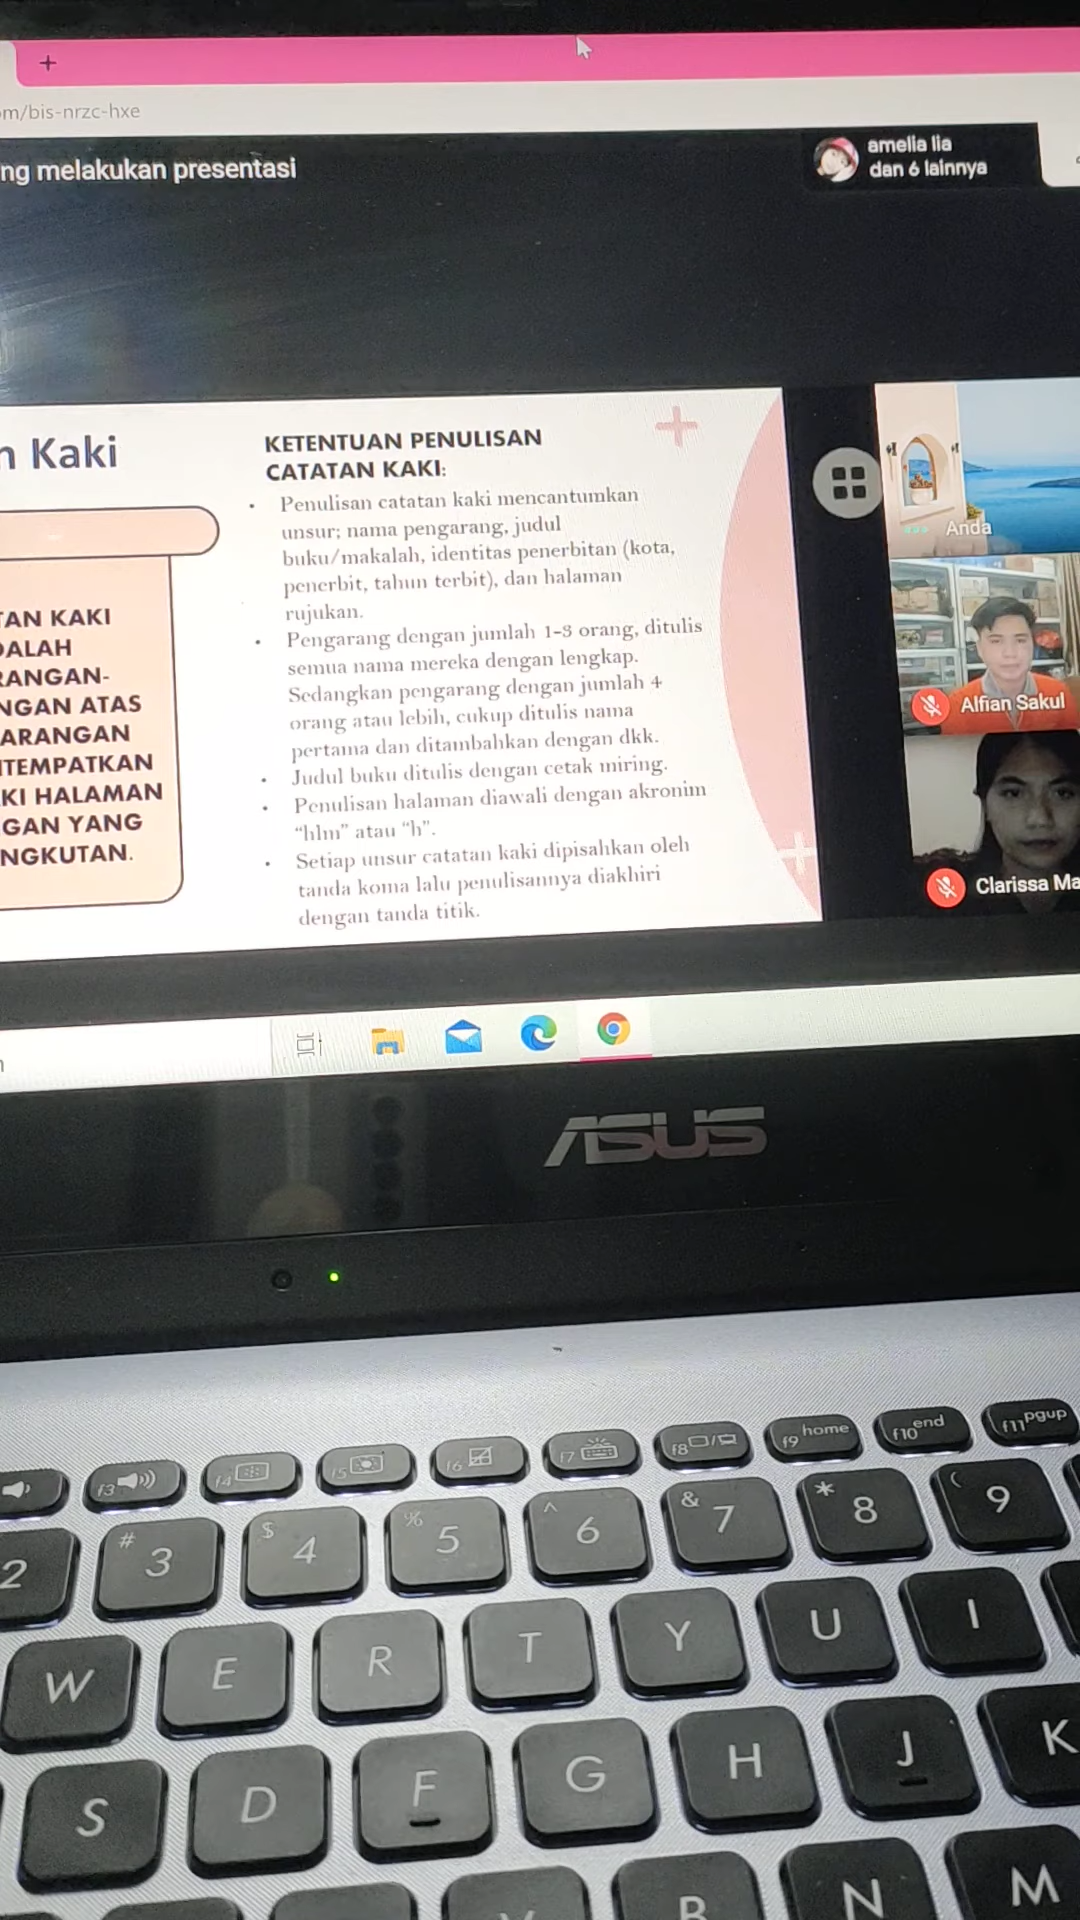 +
om/bis-nrzc-hxe
ng melakukan presentasi
amelia lia
dan 6 lainnya
n Kaki
TAN KAKI
DALAH
RANGAN-
NGAN ATAS
ARANGAN
ITEMPATKAN
KI HALAMAN
GAN YANG
NGKUTAN.
KETENTUAN PENULISAN
CATATAN KAKI:
• Penulisan catatan kaki mencantumkan
unsur; nama pengarang, judul
buku/makalah, identitas penerbitan (kota,
penerbit, tahun terbit), dan halaman
rujukan.
• Pengarang dengan jumlah 1-3 orang, ditulis
semua nama mereka dengan lengkap.
Sedangkan pengarang dengan jumlah 4
orang atau lebih, cukup ditulis nama
pertama dan ditambahkan dengan dkk.
• Judul buku ditulis dengan cetak miring.
• Penulisan halaman diawali dengan akronim
“hlm” atau “h”.
• Setiap unsur catatan kaki dipisahkan oleh
tanda koma lalu penulisannya diakhiri
dengan tanda titik.
Anda
Alfian Sakul
Clarissa Ma
ASUS
f3 f4 f5 f6 f7 f8 f9 home f10 end f11 pgup
2 # 3 $ 4 % 5 ^ 6 & 7 * 8 ( 9
W E R T Y U I
S D F G H J K
B N M